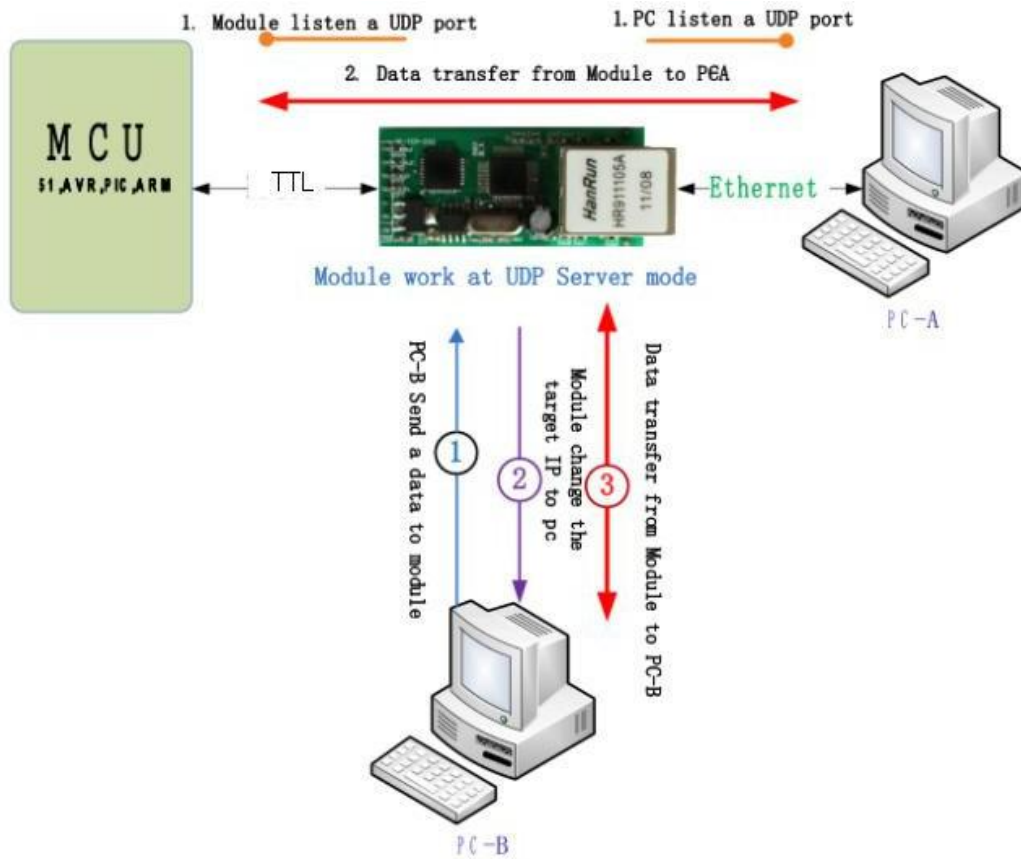 1. Module listen a UDP port
1.PC listen a UDP port
2. Data transfer from Module to PCA
MCU
51,AVR,PIC,ARM
TTL
HanRun
HR911105A
11/08
Ethernet
Module work at UDP Server mode
PC-A
PC-B Send a data to module
1
2
Module change the
target IP to pc
3
Data transfer from Module to PC-B
PC-B